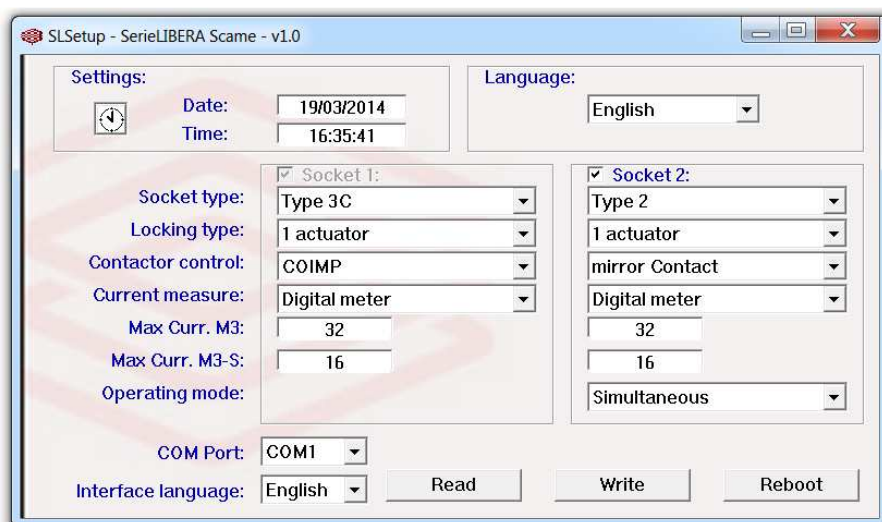 SLSetup - SerieLIBERA Scame - v1.0
Settings:
Language:
Date: 19/03/2014
English
Time: 16:35:41
Socket 1:
Socket 2:
Socket type: Type 3C Type 2
Locking type: 1 actuator 1 actuator
Contactor control: COIMP mirror Contact
Current measure: Digital meter Digital meter
Max Curr. M3: 32 32
Max Curr. M3-S: 16 16
Operating mode: Simultaneous
COM Port: COM1
Interface language: English Read Write Reboot